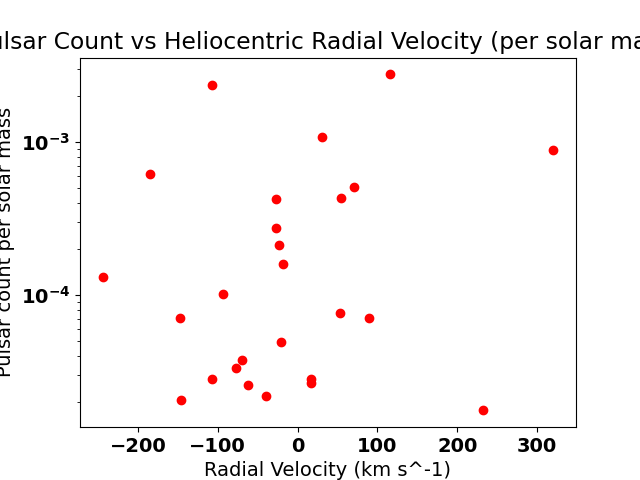 ulsar Count vs Heliocentric Radial Velocity (per solar ma
Pulsar count per solar mass
10⁻³
10⁻⁴
−200 −100 0 100 200 300
Radial Velocity (km s^-1)